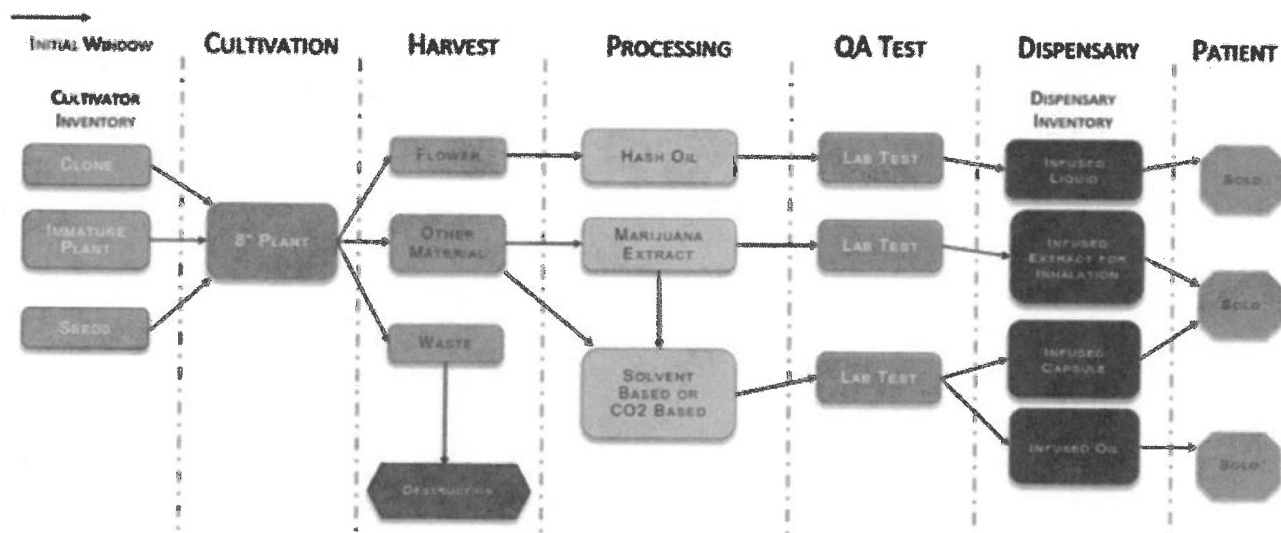 INITIAL WINDOW
CULTIVATION
HARVEST
PROCESSING
QA TEST
DISPENSARY
PATIENT
CULTIVATOR
INVENTORY
DISPENSARY
INVENTORY
CLONE
FLOWER
HASH OIL
LAB TEST
INFUSED
LIQUID
SOLD
IMMATURE
PLANT
8" PLANT
OTHER
MATERIAL
MARIJUANA
EXTRACT
LAB TEST
INFUSED
EXTRACT FOR
INHALATION
SOLD
SEEDS
WASTE
SOLVENT
BASED OR
CO2 BASED
LAB TEST
INFUSED
CAPSULE
INFUSED OIL
SOLD
DESTRUCTION